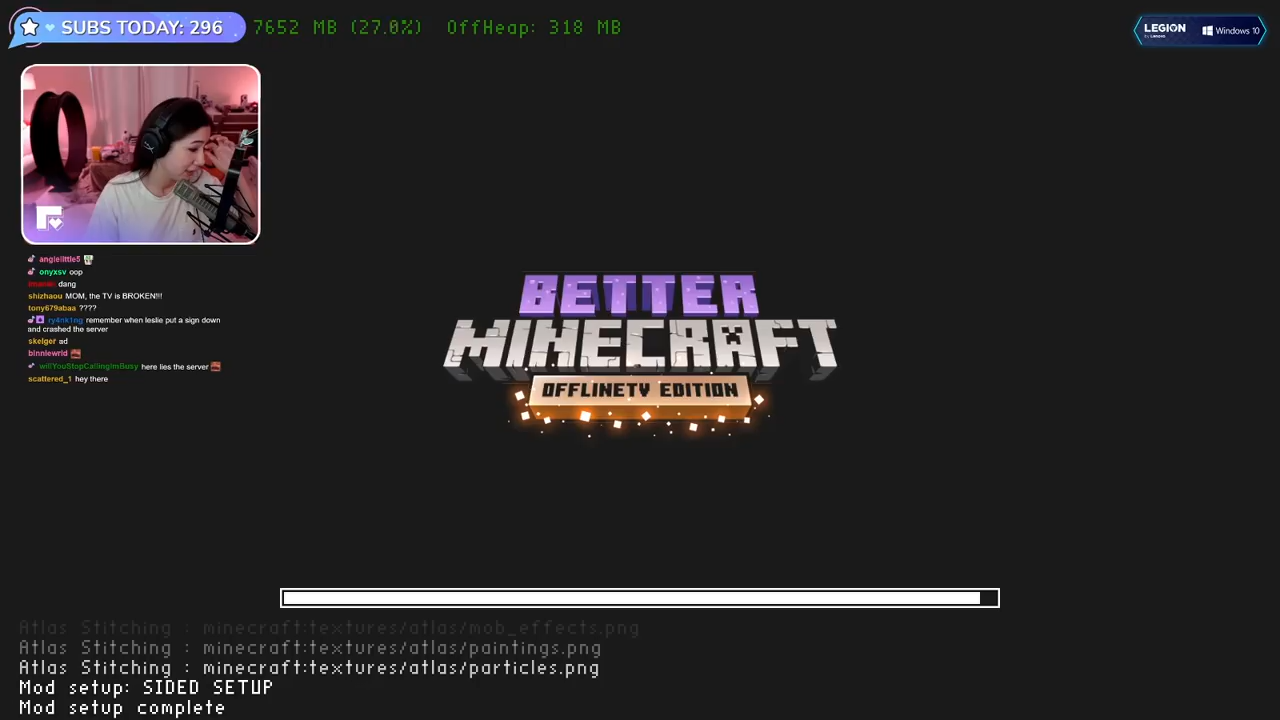 SUBS TODAY: 296
7652 MB (27.0%) OffHeap: 318 MB
LEGION
by Lenovo
Windows 10
angielittle5
onyxsv oop
dang
shizhaou MOM, the TV is BROKEN!!!
tony679abaa ????
ry4nk1ng remember when leslie put a sign down
and crashed the server
skelger ad
binniewrld
willYouStopCallingImBusy here lies the server
scattered_1 hey there
BETTER
MINECRAFT
OFFLINETV EDITION
Atlas Stitching : minecraft:textures/atlas/mob_effects.png
Atlas Stitching : minecraft:textures/atlas/paintings.png
Atlas Stitching : minecraft:textures/atlas/particles.png
Mod setup: SIDED SETUP
Mod setup complete